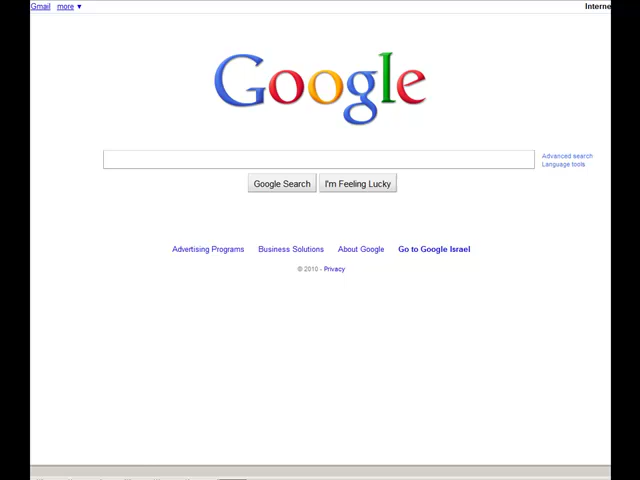 Gmail more ▼ Interne
Google
Advanced search
Language tools
Google Search I'm Feeling Lucky
Advertising Programs Business Solutions About Google Go to Google Israel
© 2010 - Privacy